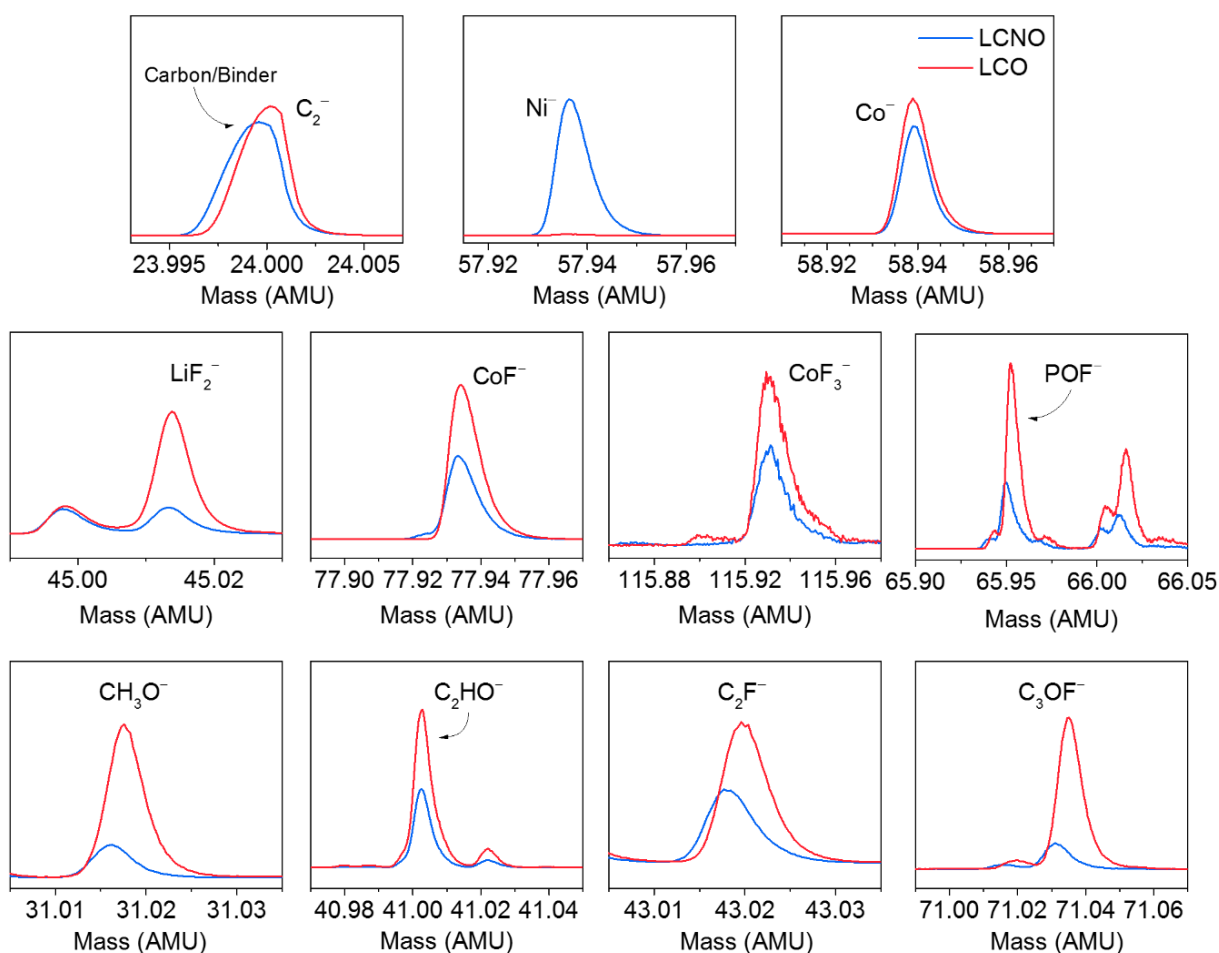 LCNO
LCO
Carbon/Binder
C₂⁻
Ni⁻
Co⁻
23.995 24.000 24.005
57.92 57.94 57.96
58.92 58.94 58.96
Mass (AMU)
Mass (AMU)
Mass (AMU)
LiF₂⁻
CoF⁻
CoF₃⁻
POF⁻
45.00 45.02
77.90 77.92 77.94 77.96
115.88 115.92 115.96
65.90 65.95 66.00 66.05
Mass (AMU)
Mass (AMU)
Mass (AMU)
Mass (AMU)
CH₃O⁻
C₂HO⁻
C₂F⁻
C₃OF⁻
31.01 31.02 31.03
40.98 41.00 41.02 41.04
43.01 43.02 43.03
71.00 71.02 71.04 71.06
Mass (AMU)
Mass (AMU)
Mass (AMU)
Mass (AMU)